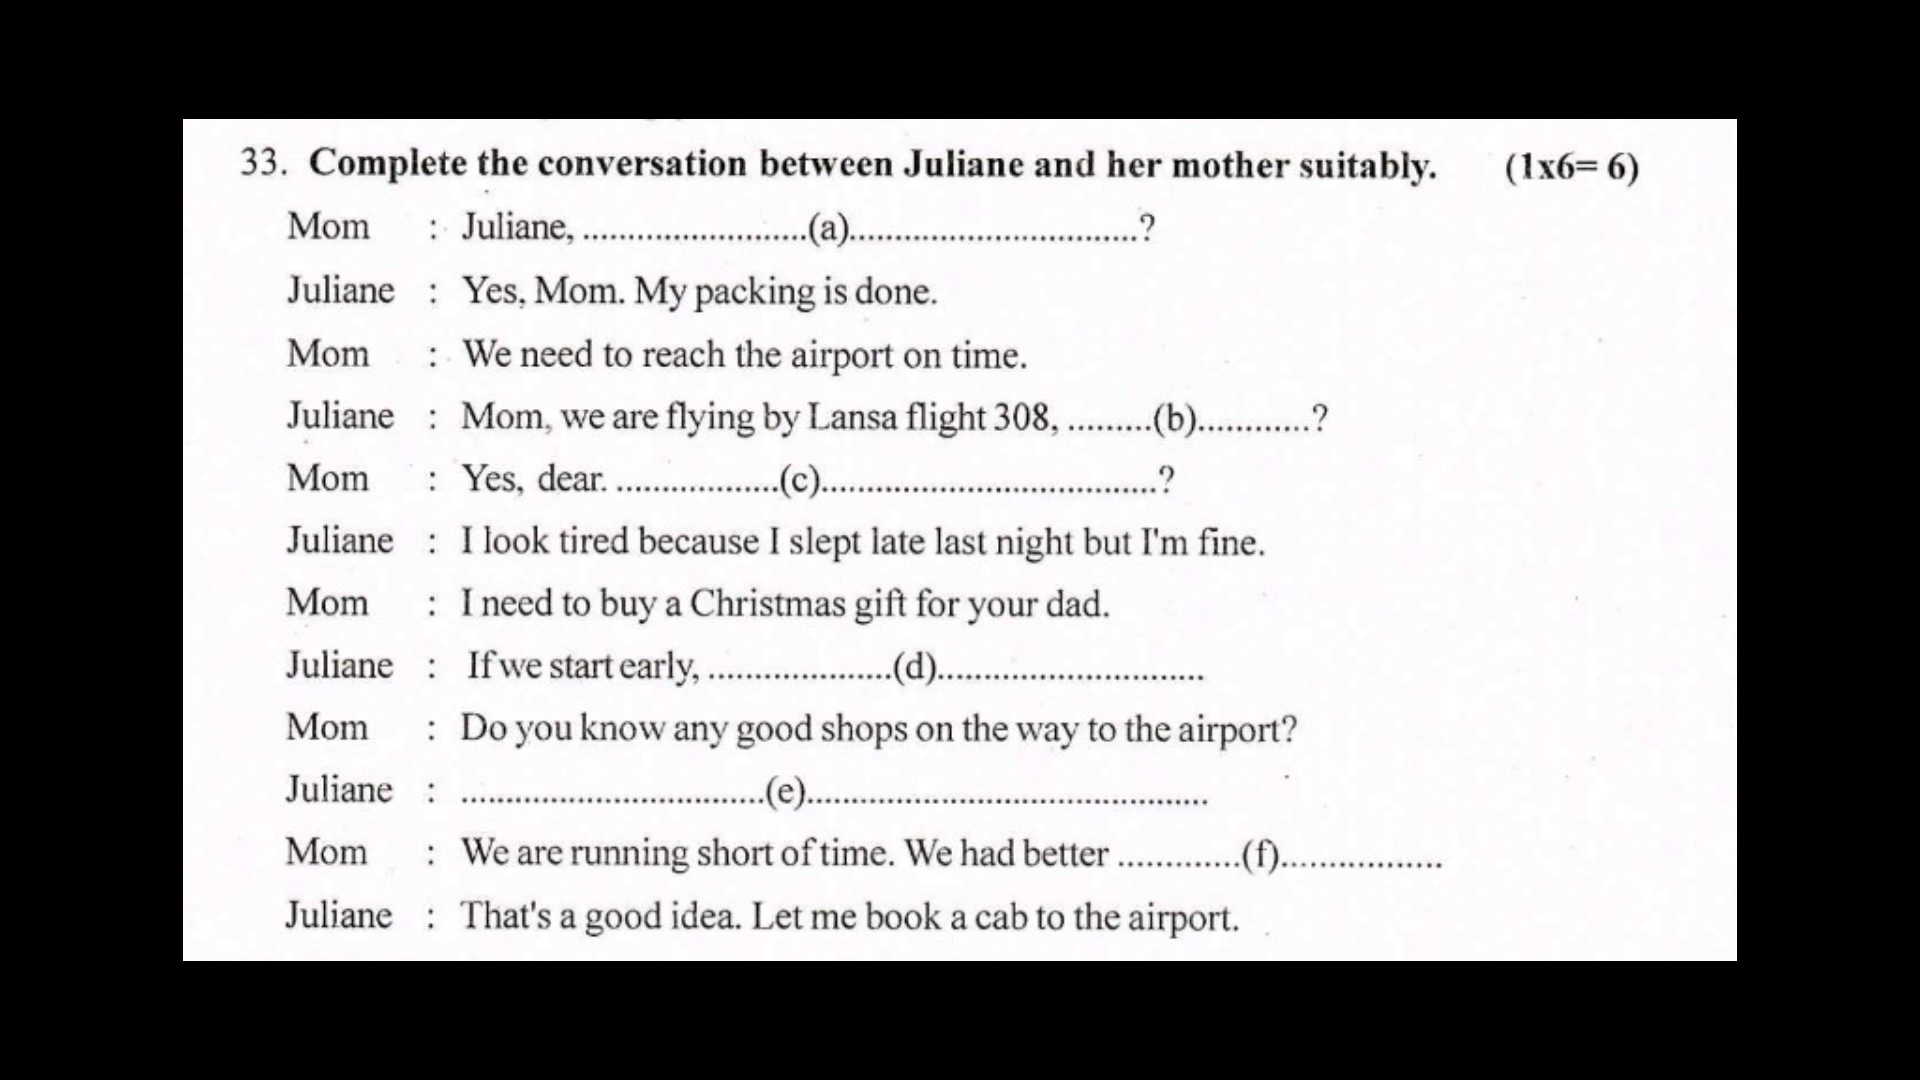 33. Complete the conversation between Juliane and her mother suitably. (1x6= 6)
Mom : Juliane, ........................(a)...............................?
Juliane : Yes, Mom. My packing is done.
Mom : We need to reach the airport on time.
Juliane : Mom, we are flying by Lansa flight 308, .........(b)............?
Mom : Yes, dear. ..................(c)....................................?
Juliane : I look tired because I slept late last night but I'm fine.
Mom : I need to buy a Christmas gift for your dad.
Juliane : If we start early, ....................(d).............................
Mom : Do you know any good shops on the way to the airport?
Juliane : .................................(e)............................................
Mom : We are running short of time. We had better .............(f).................
Juliane : That's a good idea. Let me book a cab to the airport.